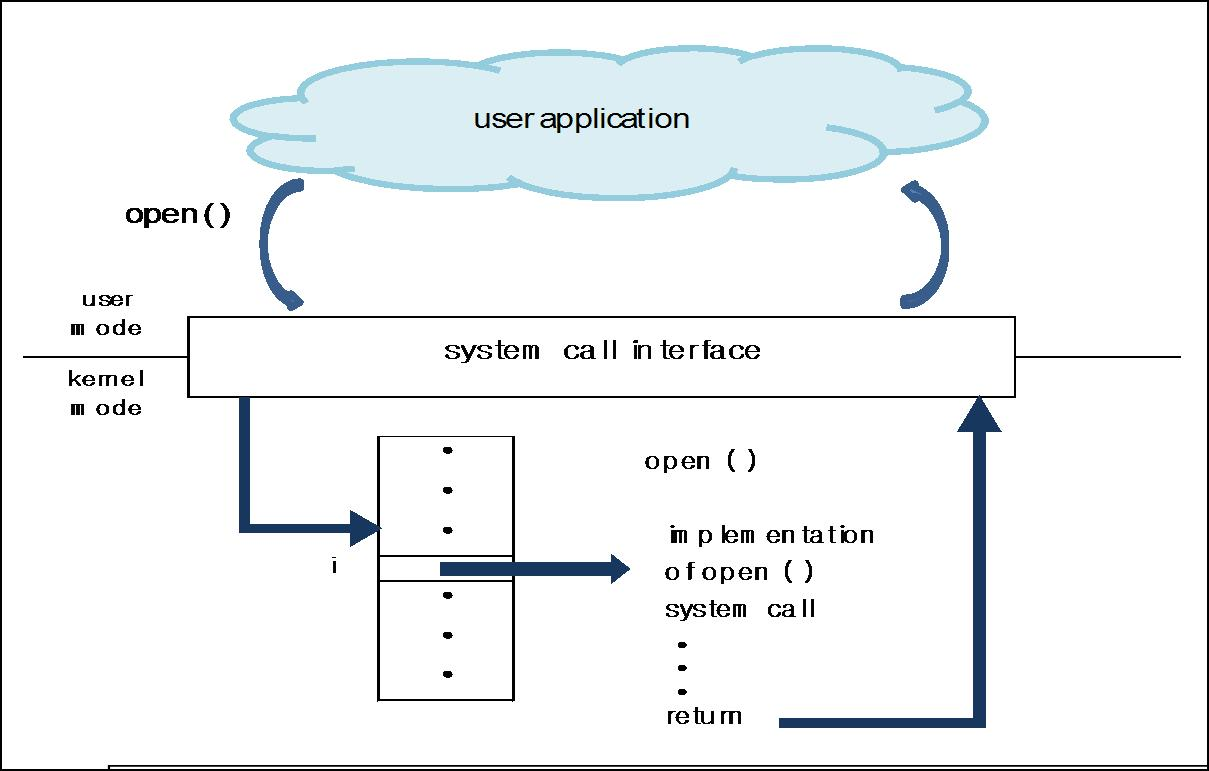 user application
open()
user
mode
system call interface
kernel
mode
open ()
implementation
i
of open ()
system call
return